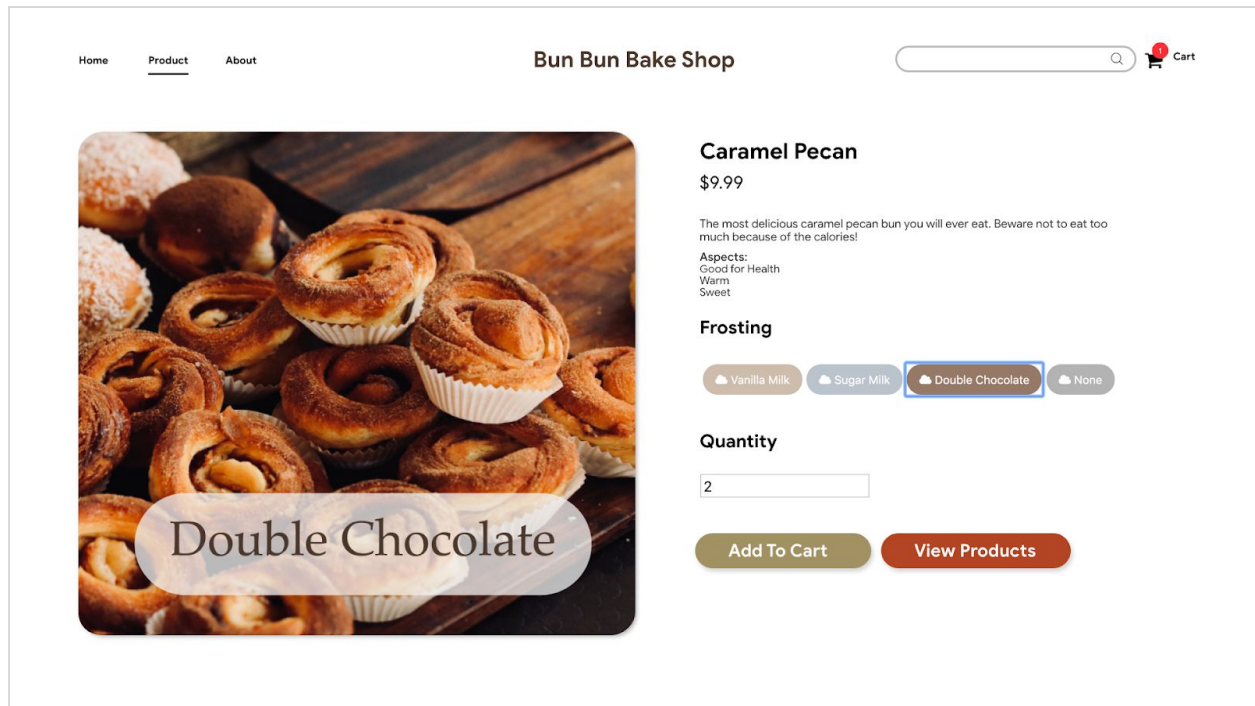 Home
Product
About
Bun Bun Bake Shop
1
Cart
Double Chocolate
Caramel Pecan
$9.99
The most delicious caramel pecan bun you will ever eat. Beware not to eat too
much because of the calories!
Aspects:
Good for Health
Warm
Sweet
Frosting
Vanilla Milk
Sugar Milk
Double Chocolate
None
Quantity
2
Add To Cart
View Products